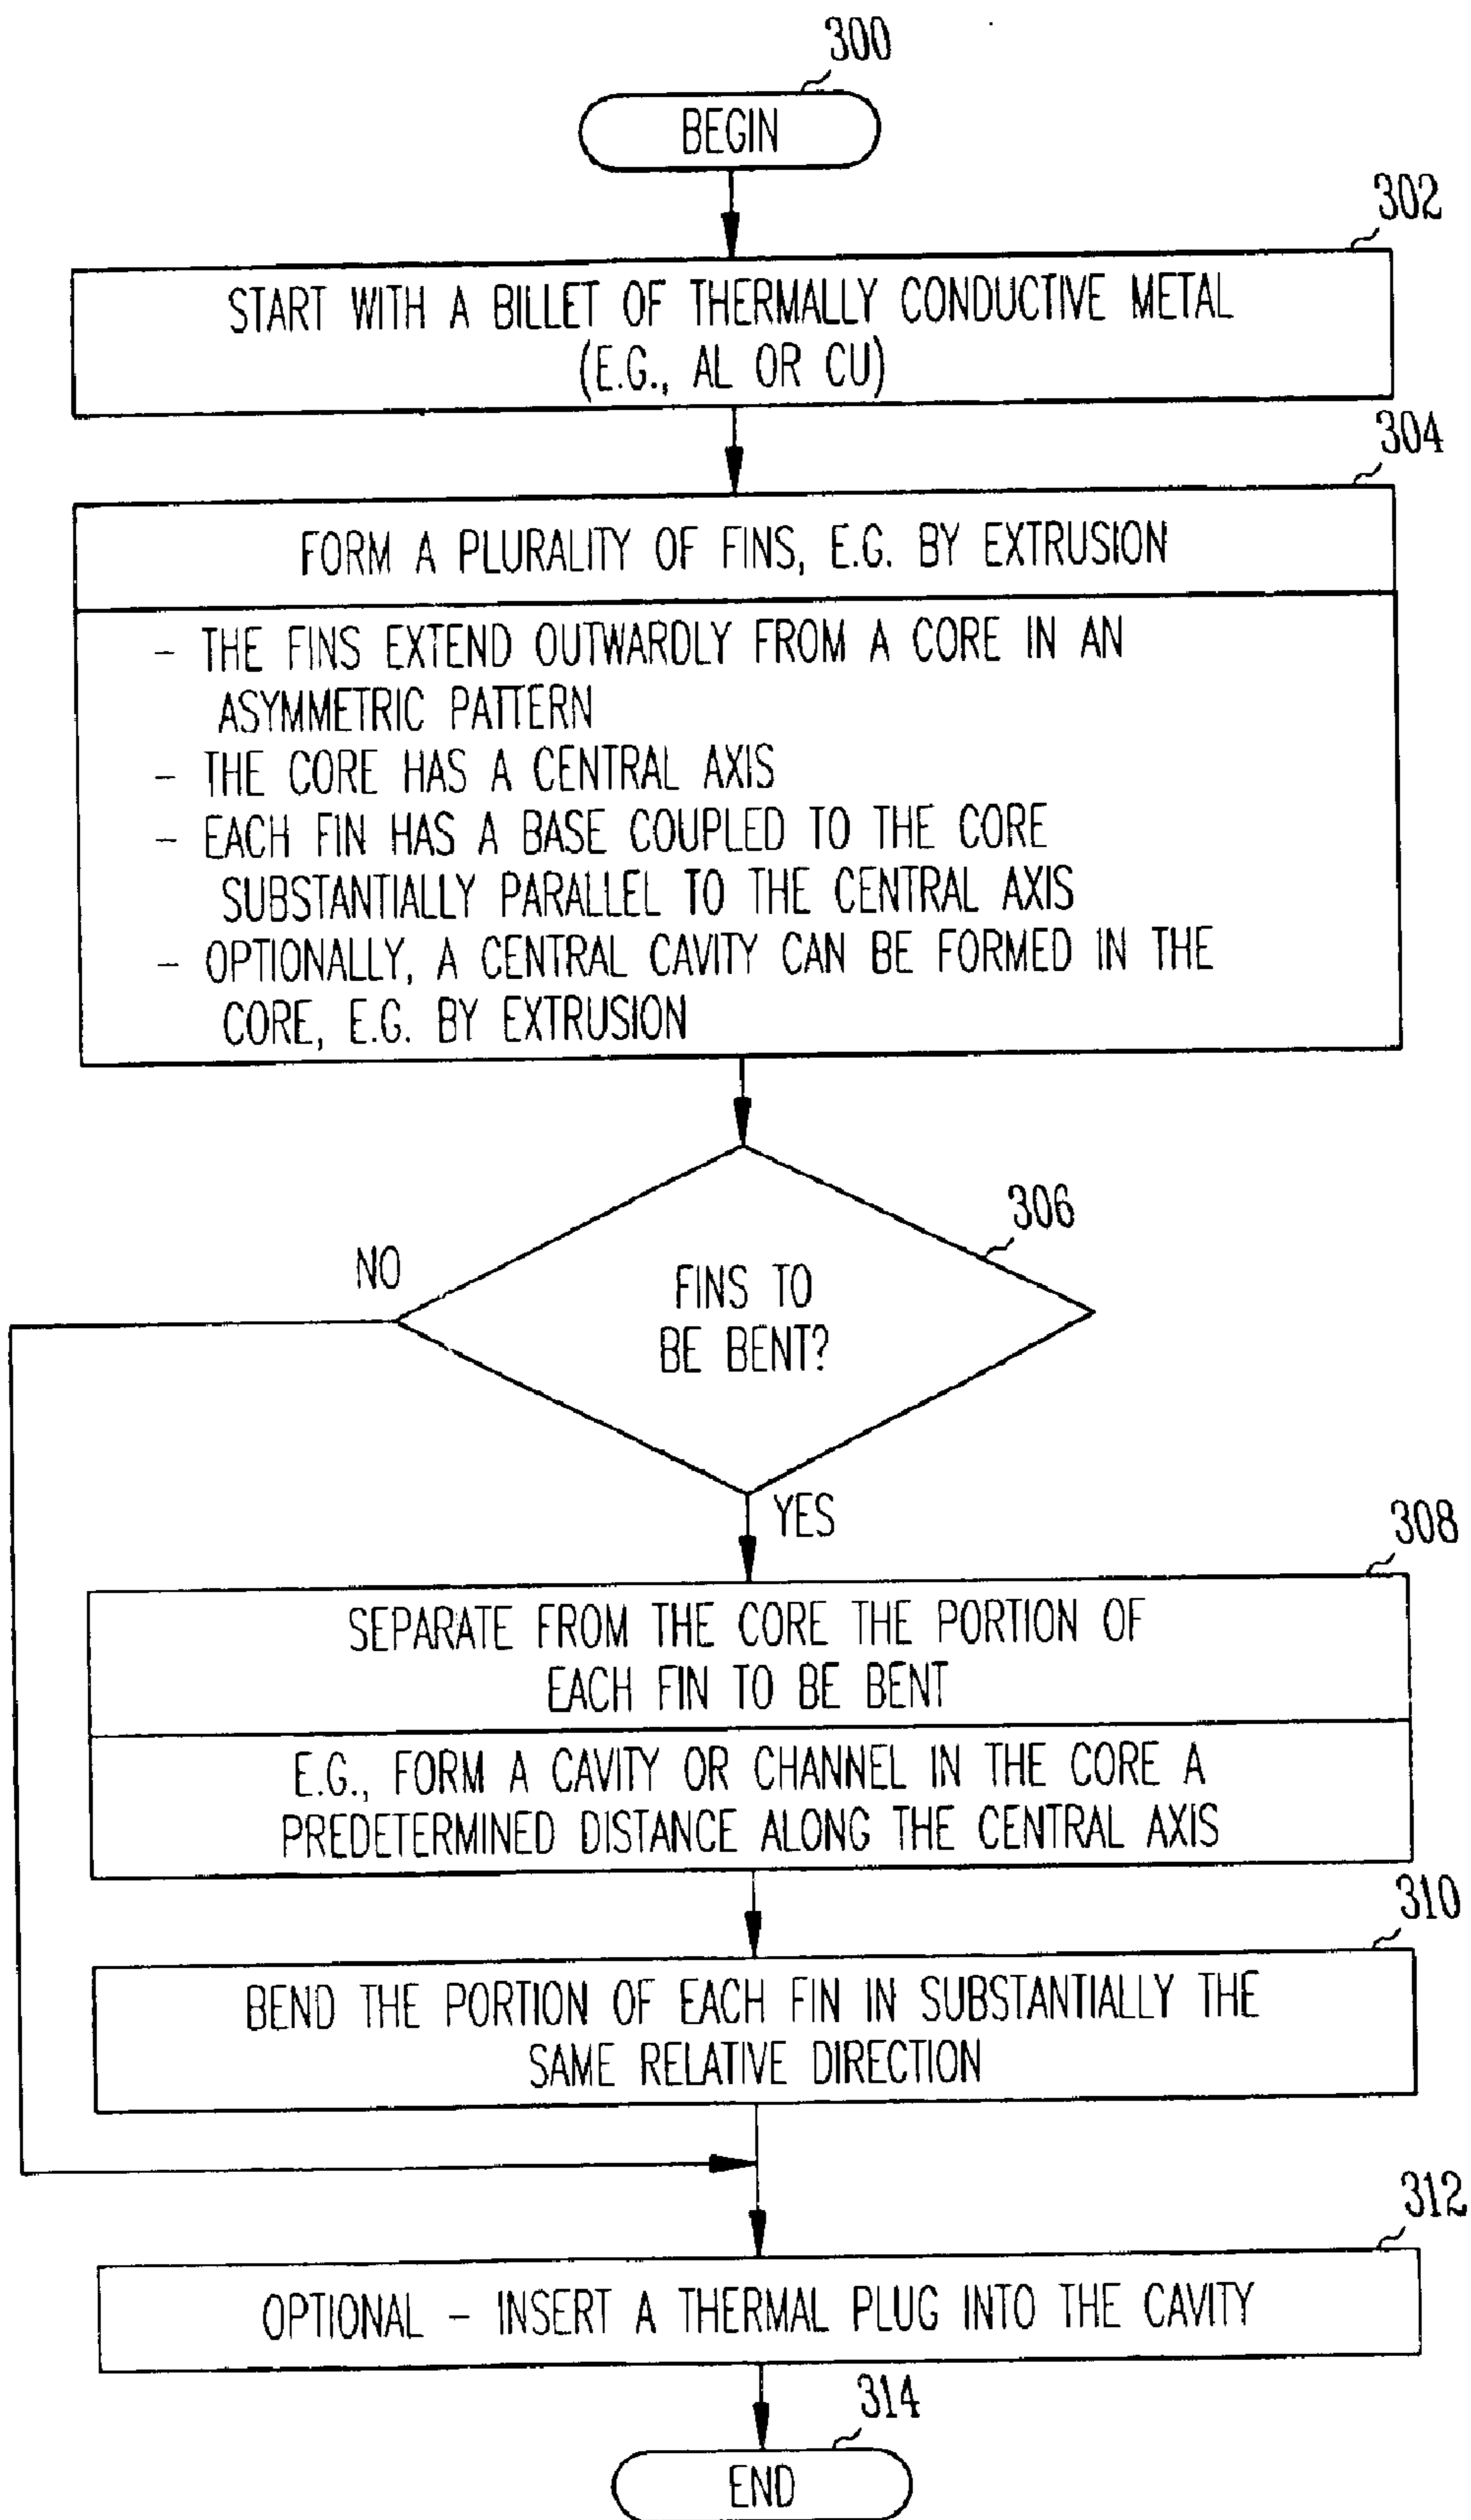 300
BEGIN
302
START WITH A BILLET OF THERMALLY CONDUCTIVE METAL
(E.G., AL OR CU)
304
FORM A PLURALITY OF FINS, E.G. BY EXTRUSION
- THE FINS EXTEND OUTWARDLY FROM A CORE IN AN
ASYMMETRIC PATTERN
- THE CORE HAS A CENTRAL AXIS
- EACH FIN HAS A BASE COUPLED TO THE CORE
SUBSTANTIALLY PARALLEL TO THE CENTRAL AXIS
- OPTIONALLY, A CENTRAL CAVITY CAN BE FORMED IN THE
CORE, E.G. BY EXTRUSION
306
NO
FINS TO
BE BENT?
YES
308
SEPARATE FROM THE CORE THE PORTION OF
EACH FIN TO BE BENT
E.G., FORM A CAVITY OR CHANNEL IN THE CORE A
PREDETERMINED DISTANCE ALONG THE CENTRAL AXIS
310
BEND THE PORTION OF EACH FIN IN SUBSTANTIALLY THE
SAME RELATIVE DIRECTION
312
OPTIONAL - INSERT A THERMAL PLUG INTO THE CAVITY
314
END